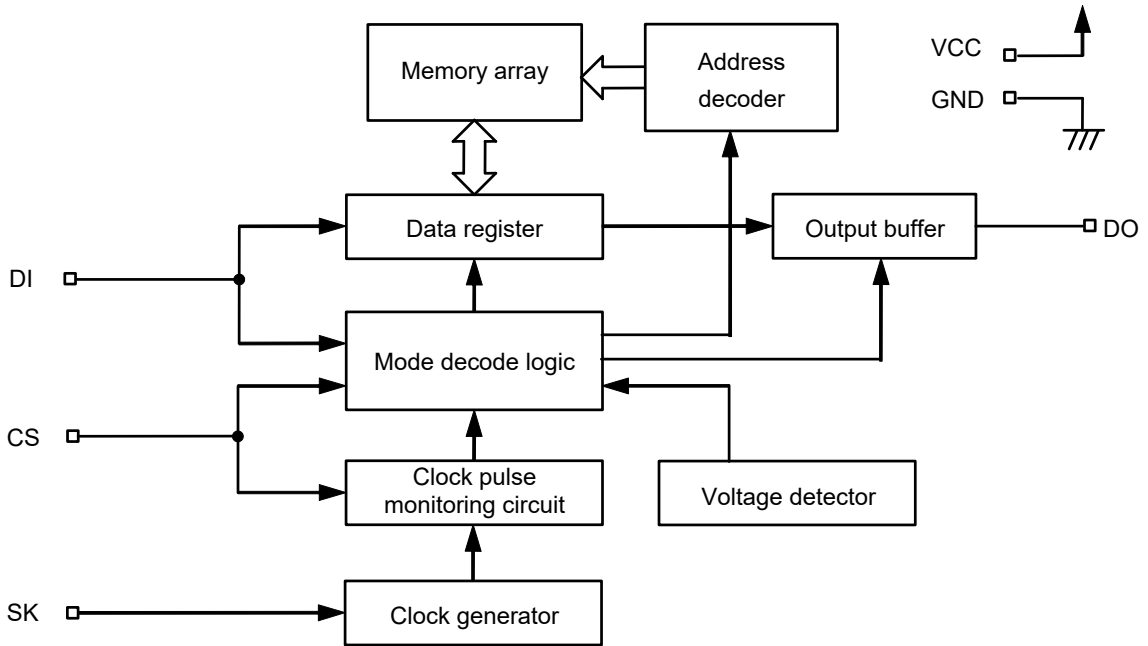 Memory array
Address
decoder
VCC
GND
Data register
Output buffer
DO
DI
Mode decode logic
CS
Clock pulse
monitoring circuit
Voltage detector
SK
Clock generator